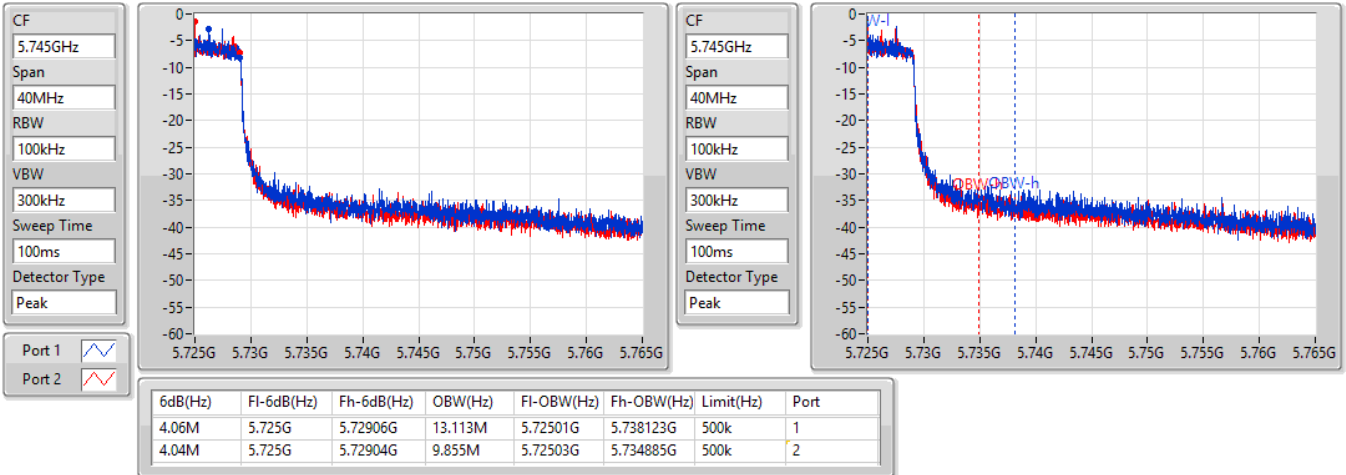 CF
5.745GHz
Span
40MHz
RBW
100kHz
VBW
300kHz
Sweep Time
100ms
Detector Type
Peak
Port 1
Port 2
0-
-5-
-10-
-15-
-20-
-25-
-30-
-35-
-40-
-45-
-50-
-55-
-60-
5.725G 5.73G 5.735G 5.74G 5.745G 5.75G 5.755G 5.76G 5.765G
CF
5.745GHz
Span
40MHz
RBW
100kHz
VBW
300kHz
Sweep Time
100ms
Detector Type
Peak
0-
-5-
-10-
-15-
-20-
-25-
-30-
-35-
-40-
-45-
-50-
-55-
-60-
W-l
OBW-h
5.725G 5.73G 5.735G 5.74G 5.745G 5.75G 5.755G 5.76G 5.765G
6dB(Hz) Fl-6dB(Hz) Fh-6dB(Hz) OBW(Hz) Fl-OBW(Hz) Fh-OBW(Hz) Limit(Hz) Port
4.06M 5.725G 5.72906G 13.113M 5.72501G 5.738123G 500k 1
4.04M 5.725G 5.72904G 9.855M 5.72503G 5.734885G 500k 2